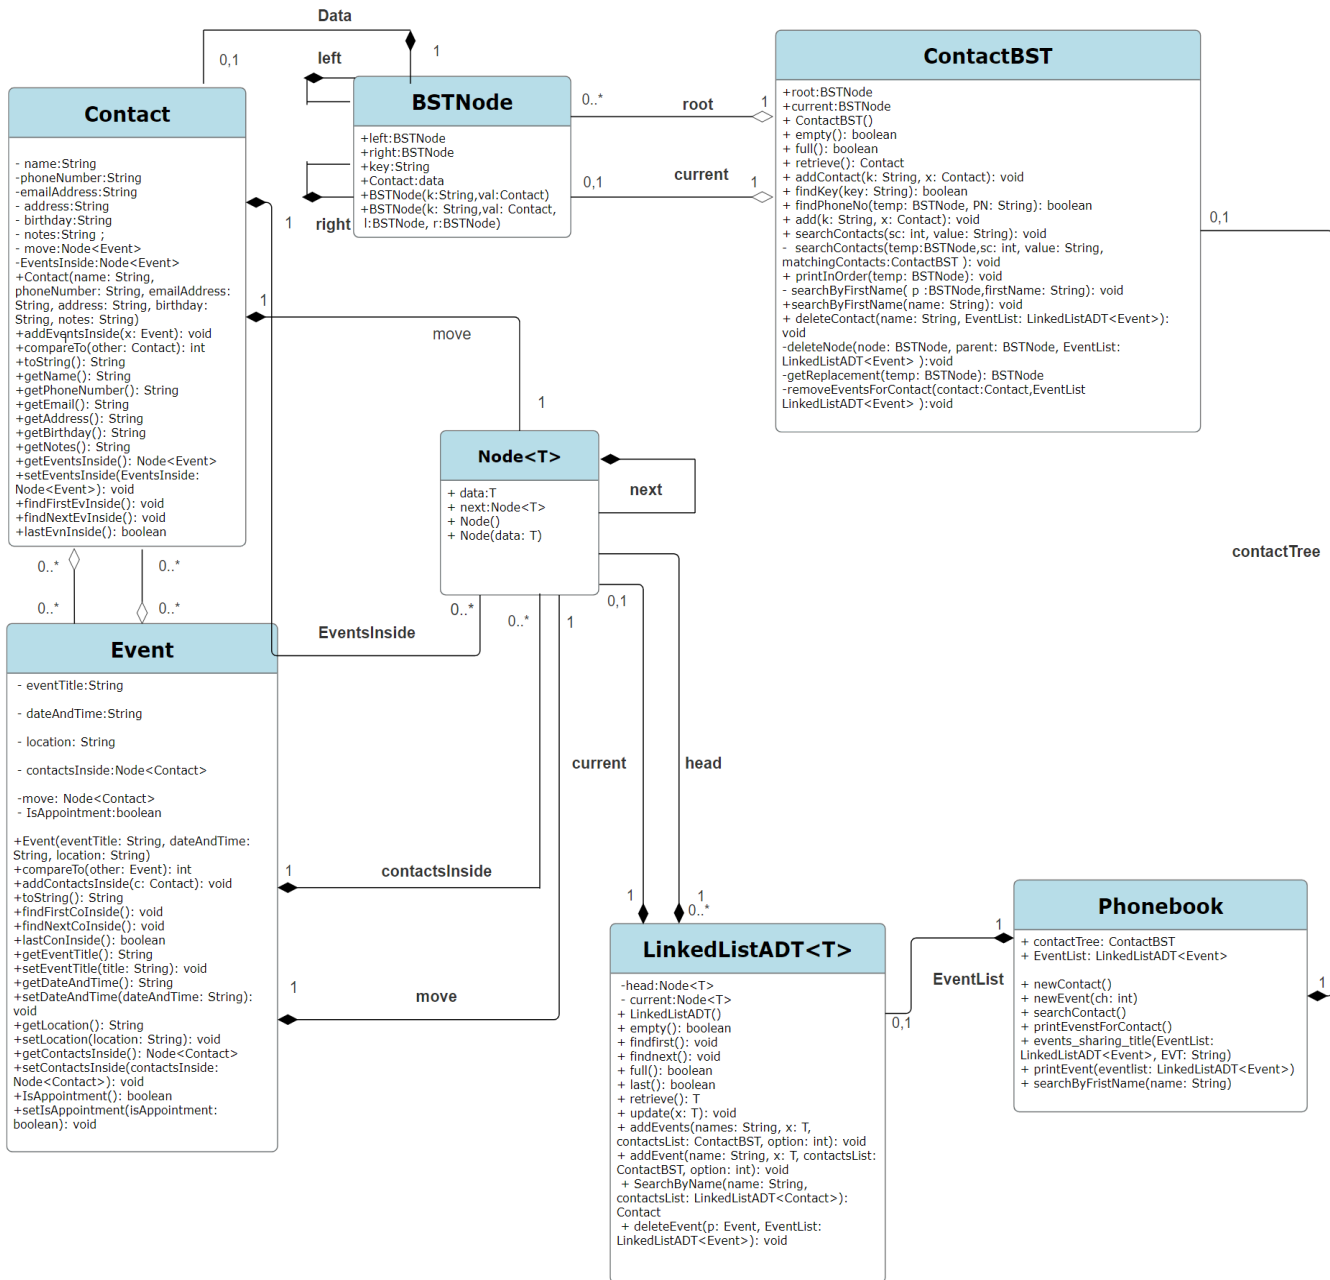 Data
0,1
1
left
BSTNode
+left:BSTNode
+right:BSTNode
+key:String
+Contact:data
+BSTNode(k:String,val:Contact)
+BSTNode(k: String,val: Contact,
l:BSTNode, r:BSTNode)
right
0..*
root
1
0,1
current
1
ContactBST
+root:BSTNode
+current:BSTNode
+ ContactBST()
+ empty(): boolean
+ full(): boolean
+ retrieve(): Contact
+ addContact(k: String, x: Contact): void
+ findKey(key: String): boolean
+ findPhoneNo(temp: BSTNode, PN: String): boolean
+ add(k: String, x: Contact): void
+ searchContacts(sc: int, value: String): void
- searchContacts(temp:BSTNode,sc: int, value: String,
matchingContacts:ContactBST ): void
+ printInOrder(temp: BSTNode): void
- searchByFirstName( p :BSTNode,firstName: String): void
+searchByFirstName(name: String): void
+ deleteContact(name: String, EventList: LinkedListADT<Event>):
void
-deleteNode(node: BSTNode, parent: BSTNode, EventList:
LinkedListADT<Event> ):void
-getReplacement(temp: BSTNode): BSTNode
-removeEventsForContact(contact:Contact,EventList
LinkedListADT<Event> ):void
0,1
contactTree
Contact
- name:String
-phoneNumber:String
-emailAddress:String
- address:String
- birthday:String
- notes:String ;
- move:Node<Event>
-EventsInside:Node<Event>
+Contact(name: String,
phoneNumber: String, emailAddress:
String, address: String, birthday:
String, notes: String)
+addEventsInside(x: Event): void
+compareTo(other: Contact): int
+toString(): String
+getName(): String
+getPhoneNumber(): String
+getEmail(): String
+getAddress(): String
+getBirthday(): String
+getNotes(): String
+getEventsInside(): Node<Event>
+setEventsInside(EventsInside:
Node<Event>): void
+findFirstEvInside(): void
+findNextEvInside(): void
+lastEvnInside(): boolean
1
1
move
1
Node<T>
+ data:T
+ next:Node<T>
+ Node()
+ Node(data: T)
next
0..*
0..*
1
0,1
0..*
0..*
0..*
0..*
EventsInside
Event
- eventTitle:String
- dateAndTime:String
- location: String
- contactsInside:Node<Contact>
-move: Node<Contact>
- IsAppointment:boolean
+Event(eventTitle: String, dateAndTime:
String, location: String)
+compareTo(other: Event): int
+addContactsInside(c: Contact): void
+toString(): String
+findFirstCoInside(): void
+findNextCoInside(): void
+lastConInside(): boolean
+getEventTitle(): String
+setEventTitle(title: String): void
+getDateAndTime(): String
+setDateAndTime(dateAndTime: String):
void
+getLocation(): String
+setLocation(location: String): void
+getContactsInside(): Node<Contact>
+setContactsInside(contactsInside:
Node<Contact>): void
+IsAppointment(): boolean
+setIsAppointment(isAppointment:
boolean): void
1
contactsInside
1
move
current
head
1
1
0..*
LinkedListADT<T>
-head:Node<T>
- current:Node<T>
+ LinkedListADT()
+ empty(): boolean
+ findfirst(): void
+ findnext(): void
+ full(): boolean
+ last(): boolean
+ retrieve(): T
+ update(x: T): void
+ addEvents(names: String, x: T,
contactsList: ContactBST, option: int): void
+ addEvent(name: String, x: T, contactsList:
ContactBST, option: int): void
+ SearchByName(name: String,
contactsList: LinkedListADT<Contact>):
Contact
+ deleteEvent(p: Event, EventList:
LinkedListADT<Event>): void
1
EventList
0,1
Phonebook
+ contactTree: ContactBST
+ EventList: LinkedListADT<Event>
+ newContact()
+ newEvent(ch: int)
+ searchContact()
+ printEvenstForContact()
+ events_sharing_title(EventList:
LinkedListADT<Event>, EVT: String)
+ printEvent(eventlist: LinkedListADT<Event>)
+ searchByFristName(name: String)
1